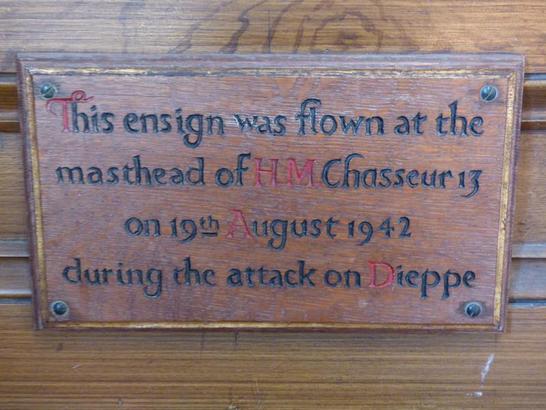 This ensign was flown at the
masthead of H.M. Chasseur 13
on 19th August 1942
during the attack on Dieppe